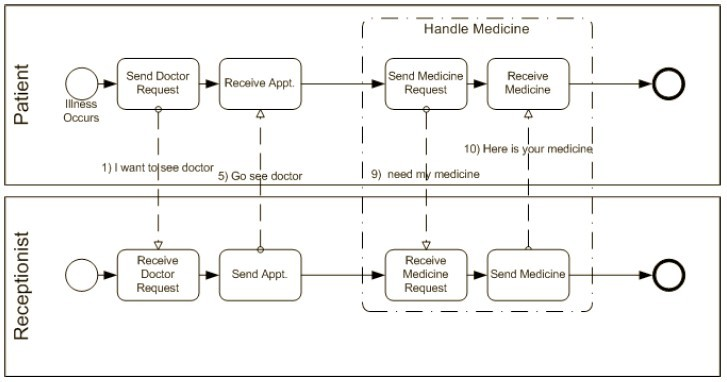 Handle Medicine
Patient
Send Doctor
Request
Receive Appt.
Send Medicine
Request
Receive
Medicine
Illness
Occurs
1) I want to see doctor
5) Go see doctor
9) need my medicine
10) Here is your medicine
Receptionist
Receive
Doctor
Request
Send Appt.
Receive
Medicine
Request
Send Medicine